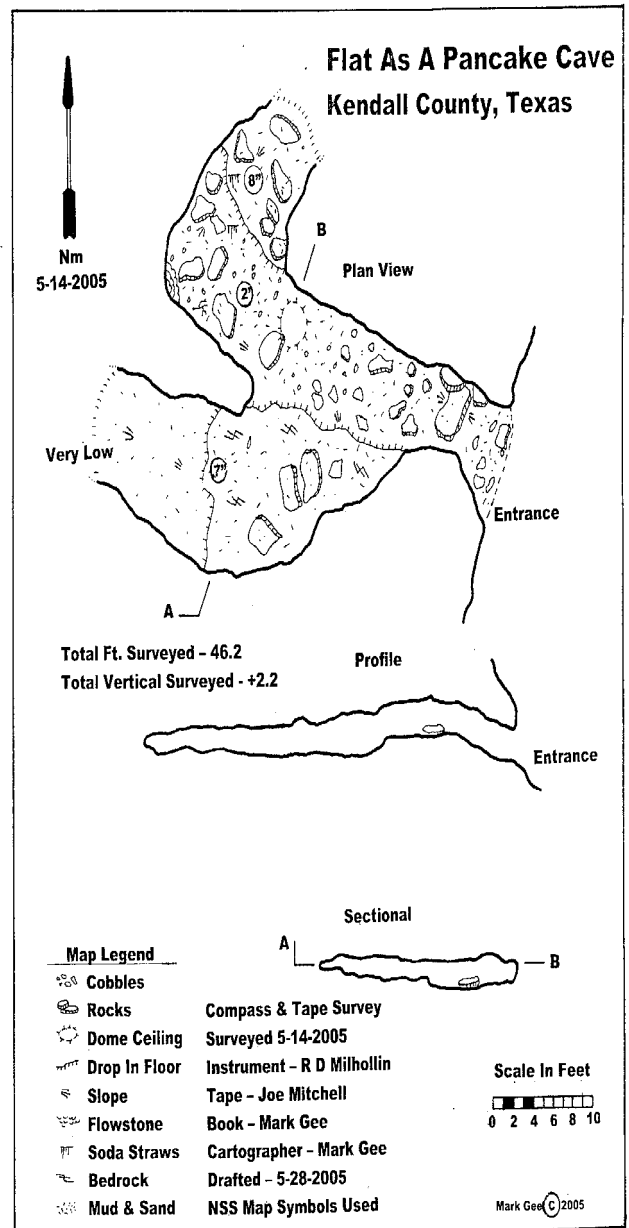 Flat As A Pancake Cave
Kendall County, Texas
Nm
5-14-2005
8"
B
Plan View
2'
Very Low
7"
Entrance
A
Total Ft. Surveyed – 46.2
Total Vertical Surveyed - +2.2
Profile
Entrance
Sectional
A
B
Map Legend
Cobbles
Rocks
Dome Ceiling
Drop In Floor
Slope
Flowstone
Soda Straws
Bedrock
Mud & Sand
Compass & Tape Survey
Surveyed 5-14-2005
Instrument – R D Milhollin
Tape – Joe Mitchell
Book – Mark Gee
Cartographer – Mark Gee
Drafted – 5-28-2005
NSS Map Symbols Used
Scale In Feet
0 2 4 6 8 10
Mark Gee © 2005